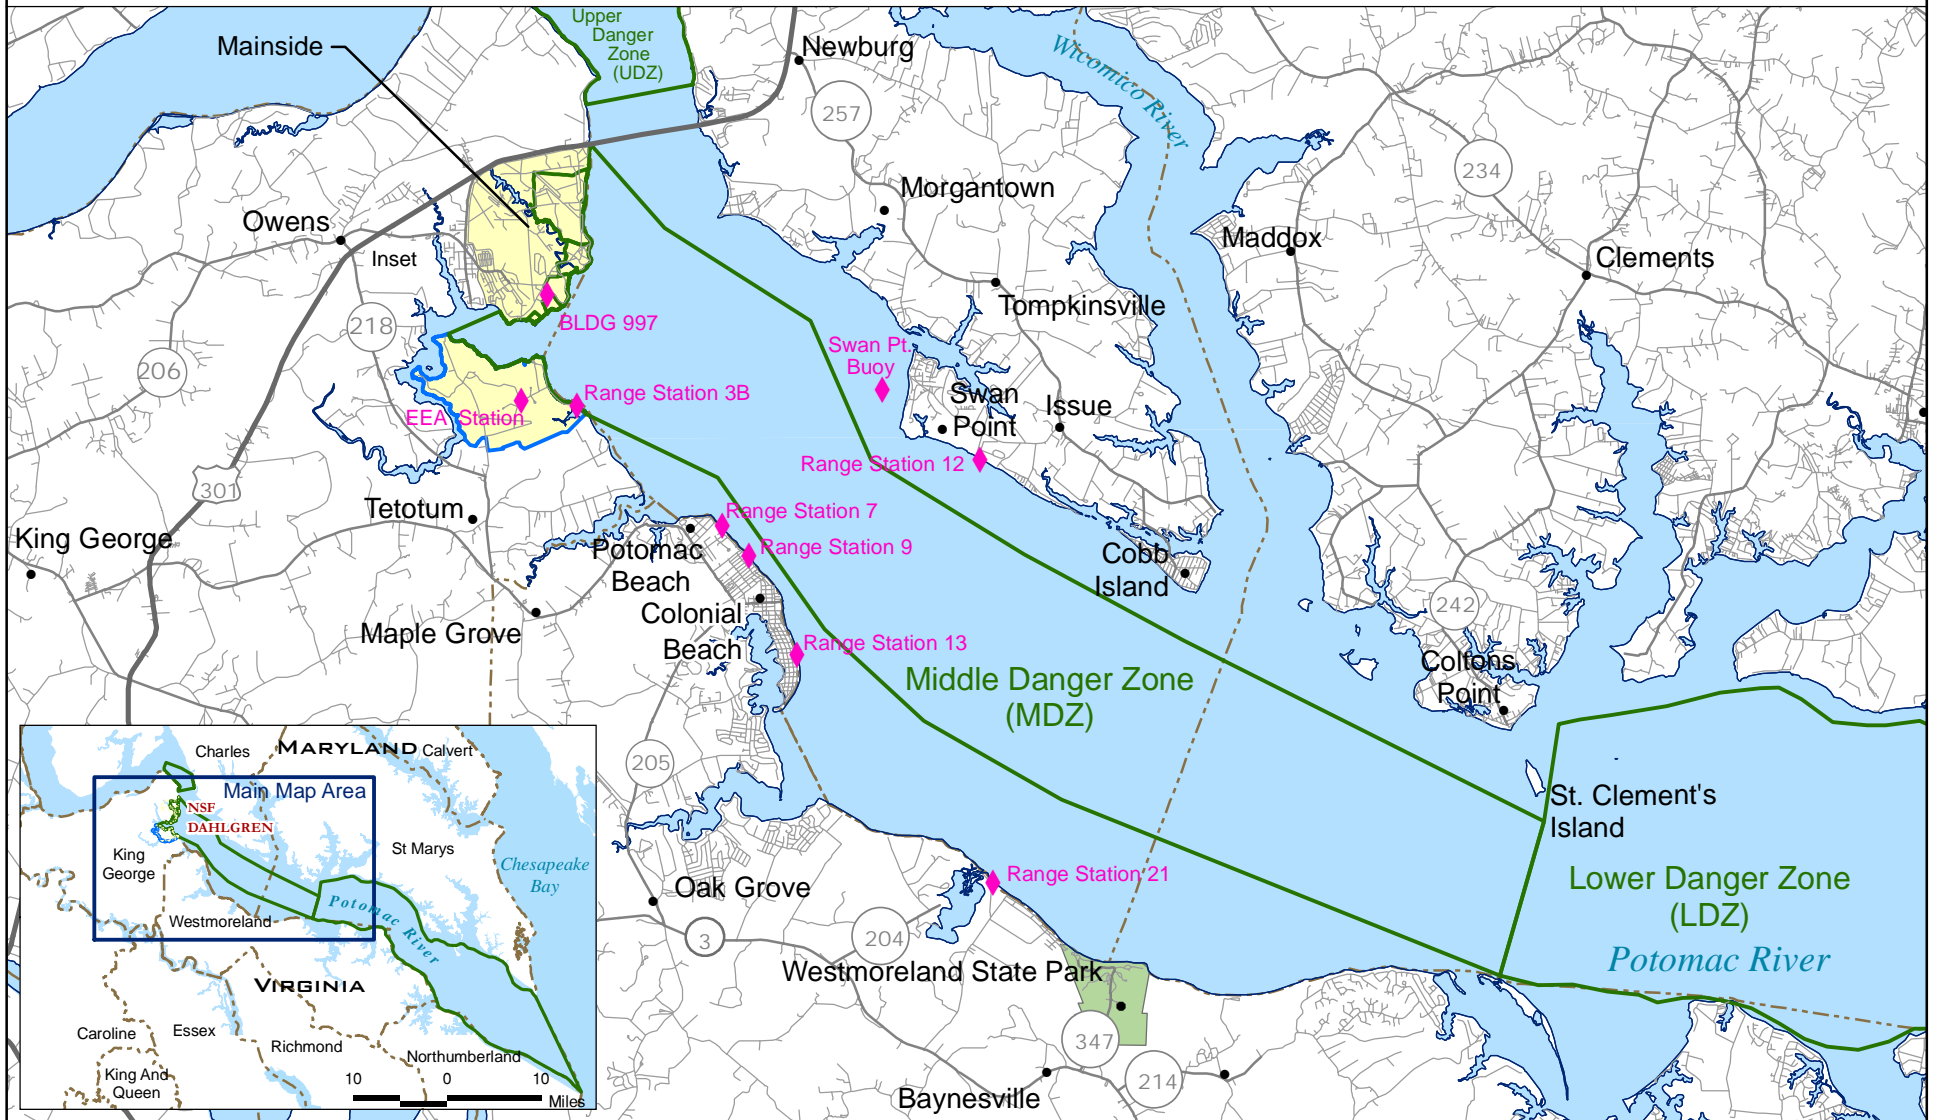 Upper
Danger
Zone
(UDZ)
Mainside
Newburg
Wicomico River
257
234
Morgantown
Owens
Inset
Maddox
Clements
Tompkinsville
BLDG 997
218
206
Swan Pt.
Buoy
Range Station 3B
EEA Station
Swan
Point
Issue
Range Station 12
301
Tetotum
Range Station 7
King George
Range Station 9
Potomac
Beach
Cobb
Island
Colonial
Beach
242
Maple Grove
Range Station 13
Coltons
Point
Middle Danger Zone
(MDZ)
205
St. Clement's
Island
Oak Grove
Range Station 21
Lower Danger Zone
(LDZ)
3
204
Potomac River
Westmoreland State Park
347
214
Baynesville
Charles
MARYLAND
Calvert
Main Map Area
NSF
DAHLGREN
King
George
St Marys
Chesapeake
Bay
Westmoreland
Potomac River
VIRGINIA
Caroline
Essex
Richmond
Northumberland
King And
Queen
10 0 10
Miles